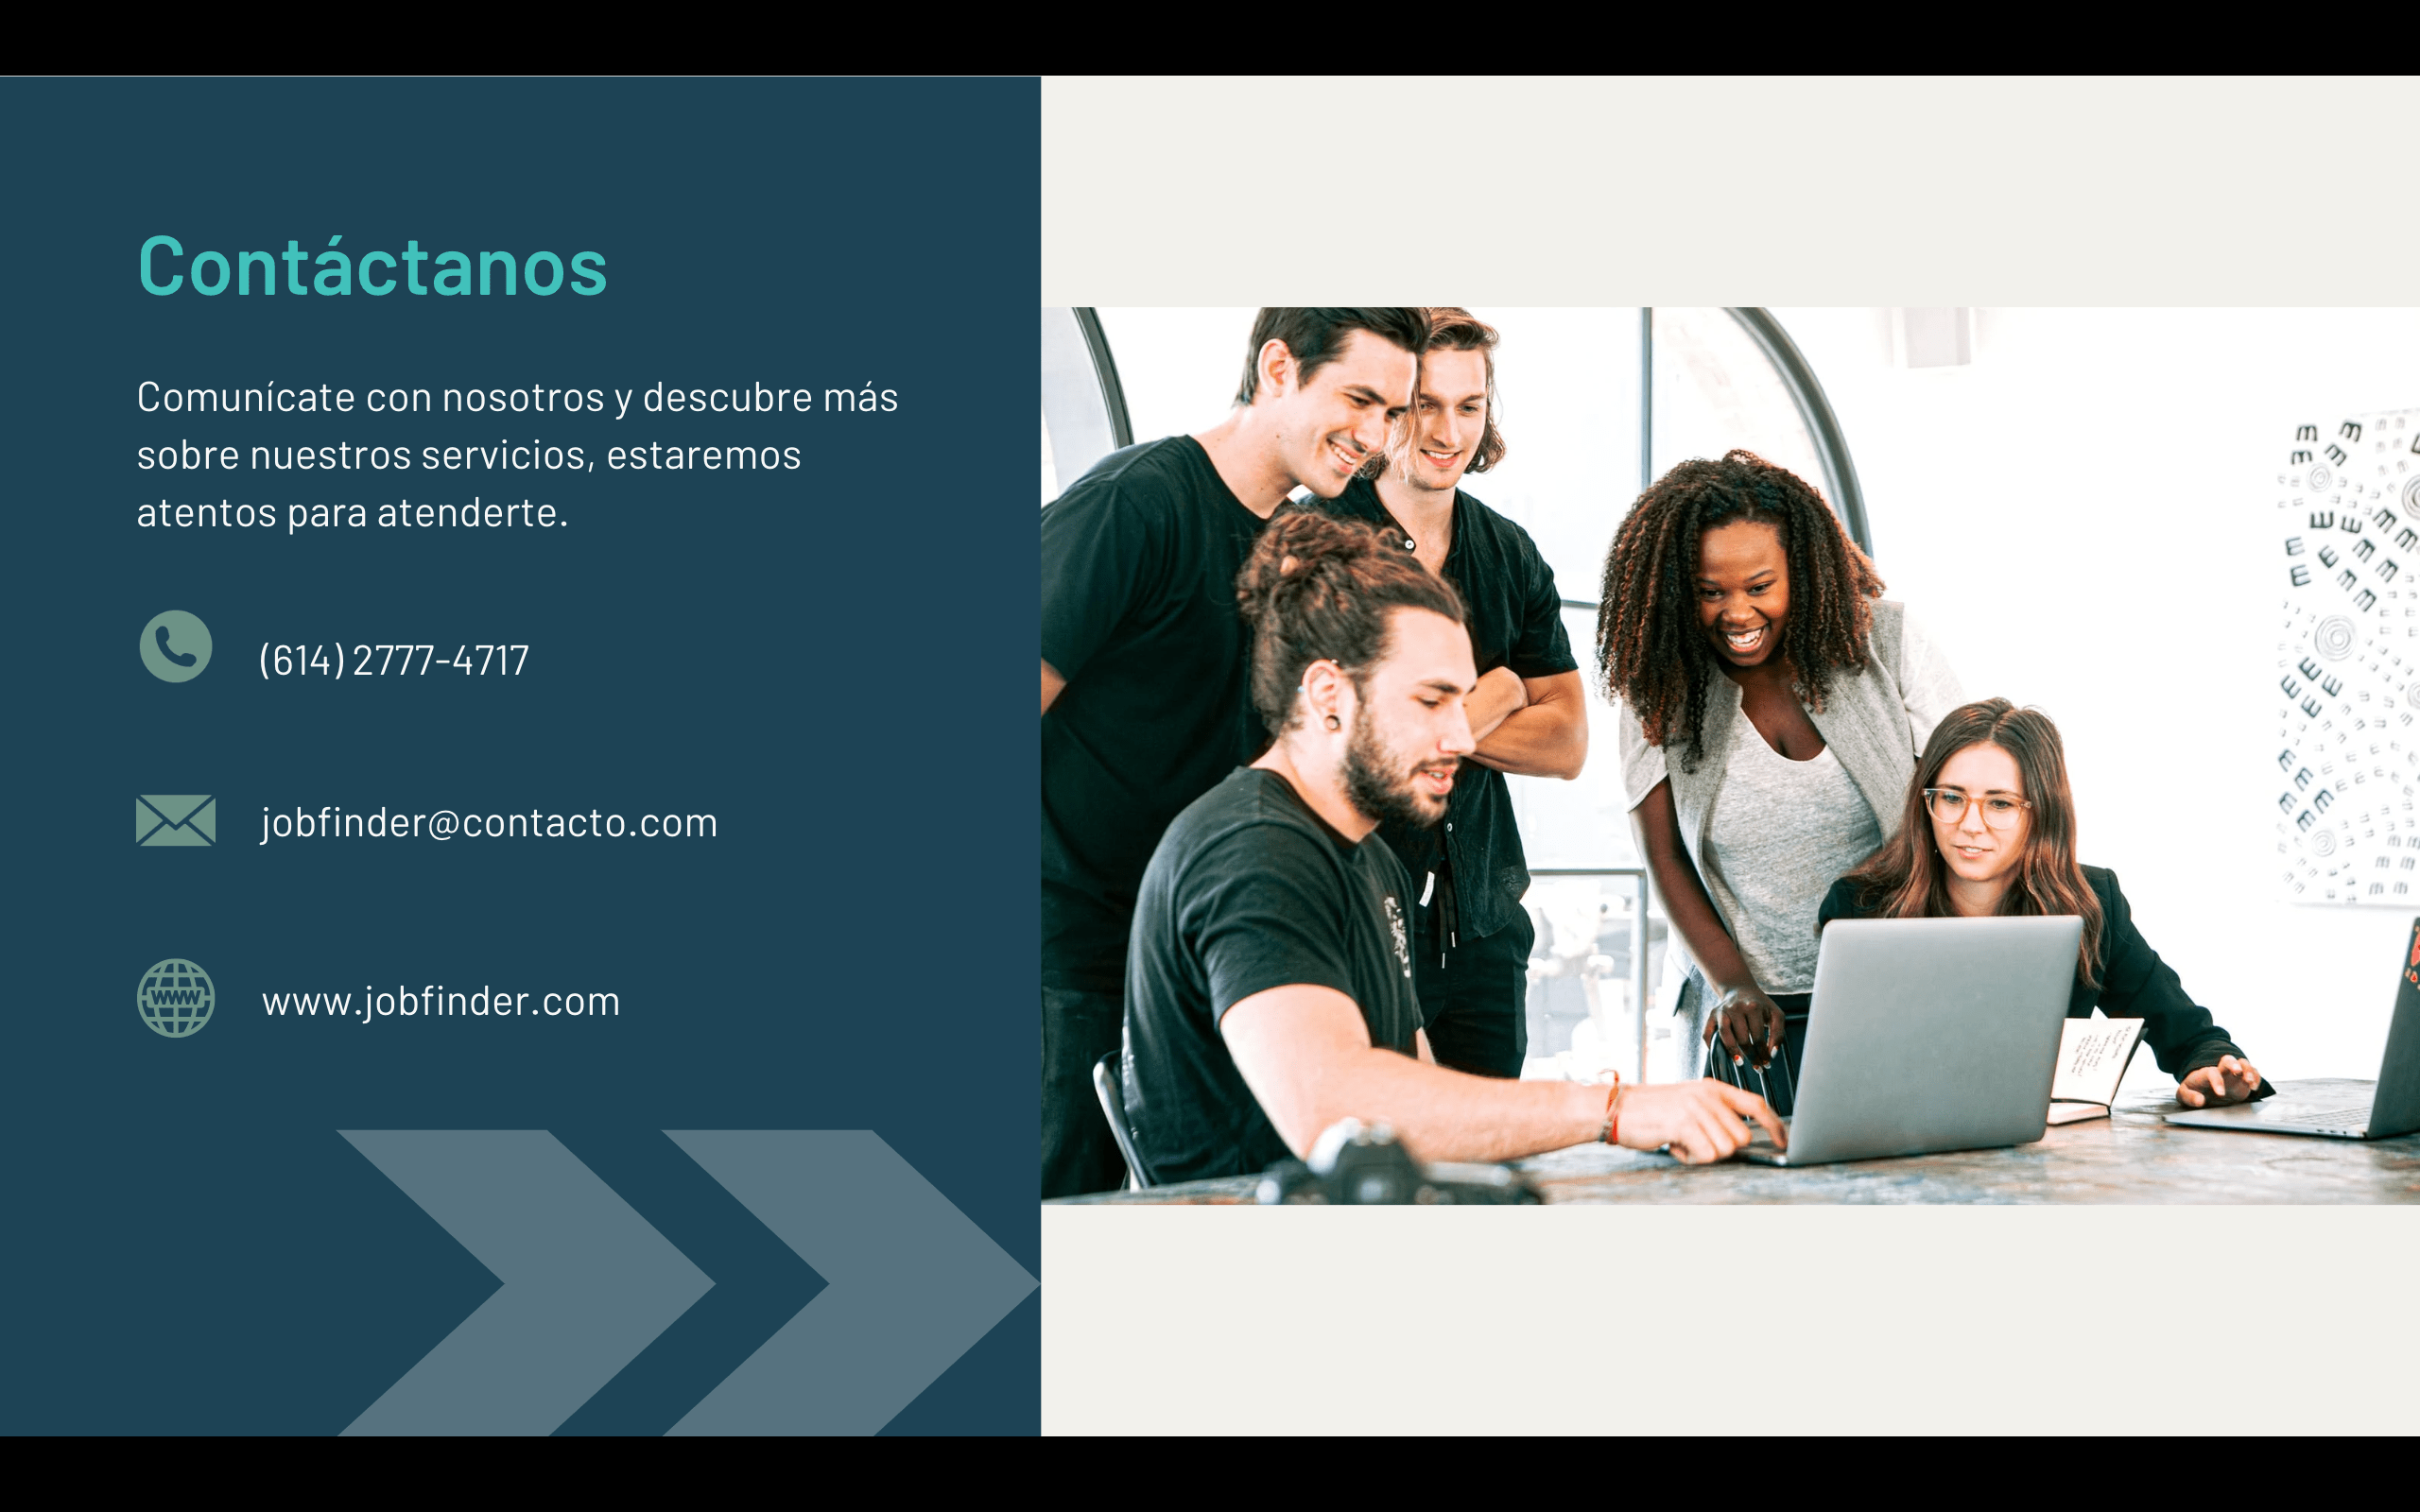 Contáctanos
Comunícate con nosotros y descubre más
sobre nuestros servicios, estaremos
atentos para atenderte.
(614) 2777-4717
jobfinder@contacto.com
www
www.jobfinder.com